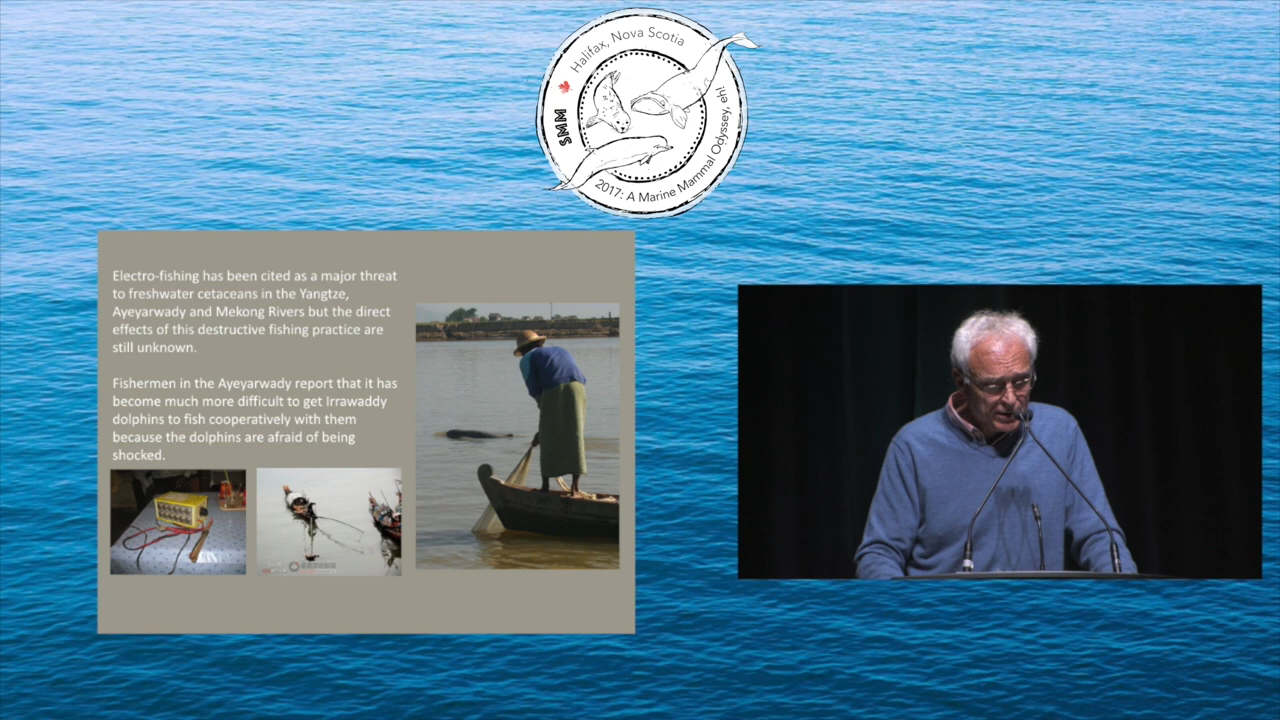 Halifax, Nova Scotia
SMM
2017: A Marine Mammal Odyssey, eh!
Electro-fishing has been cited as a major threat
to freshwater cetaceans in the Yangtze,
Ayeyarwady and Mekong Rivers but the direct
effects of this destructive fishing practice are
still unknown.
Fishermen in the Ayeyarwady report that it has
become much more difficult to get Irrawaddy
dolphins to fish cooperatively with them
because the dolphins are afraid of being
shocked.